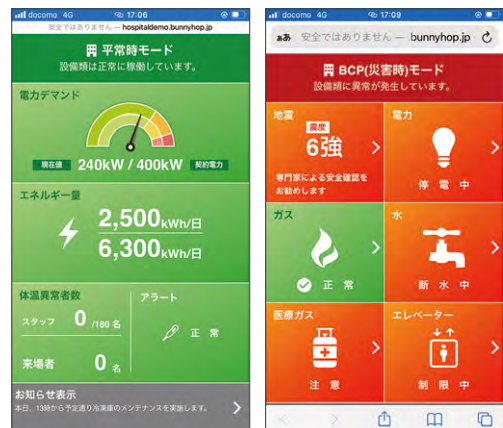 docomo 4G 17:06
安全ではありません — hospitaldemo.bunnyhop.jp
平常時モード
設備類は正常に稼働しています。
電力デマンド
現在値 240kW / 400kW 契約電力
エネルギー量
2,500kWh/日
6,300kWh/日
体温異常者数
スタッフ 0 /180 名
来場者 0 名
アラート
正常
お知らせ表示
本日、13時から予定通り冷凍庫のメンテナンスを実施します。
docomo 4G 17:09
ぁあ 安全ではありません — bunnyhop.jp
BCP(災害時)モード
設備類に異常が発生しています。
地震
震度
6強
専門家による安全確認を
お勧めします
電力
停電中
ガス
正常
水
断水中
医療ガス
注意
エレベーター
制限中